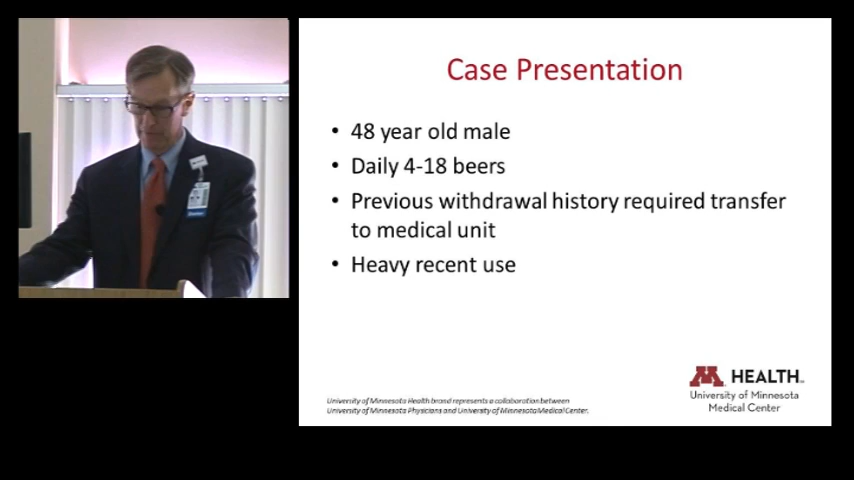 Case Presentation
• 48 year old male
• Daily 4-18 beers
• Previous withdrawal history required transfer
to medical unit
• Heavy recent use
M HEALTH
University of Minnesota
Medical Center
University of Minnesota Health brand represents a collaboration between
University of Minnesota Physicians and University of Minnesota Medical Center.